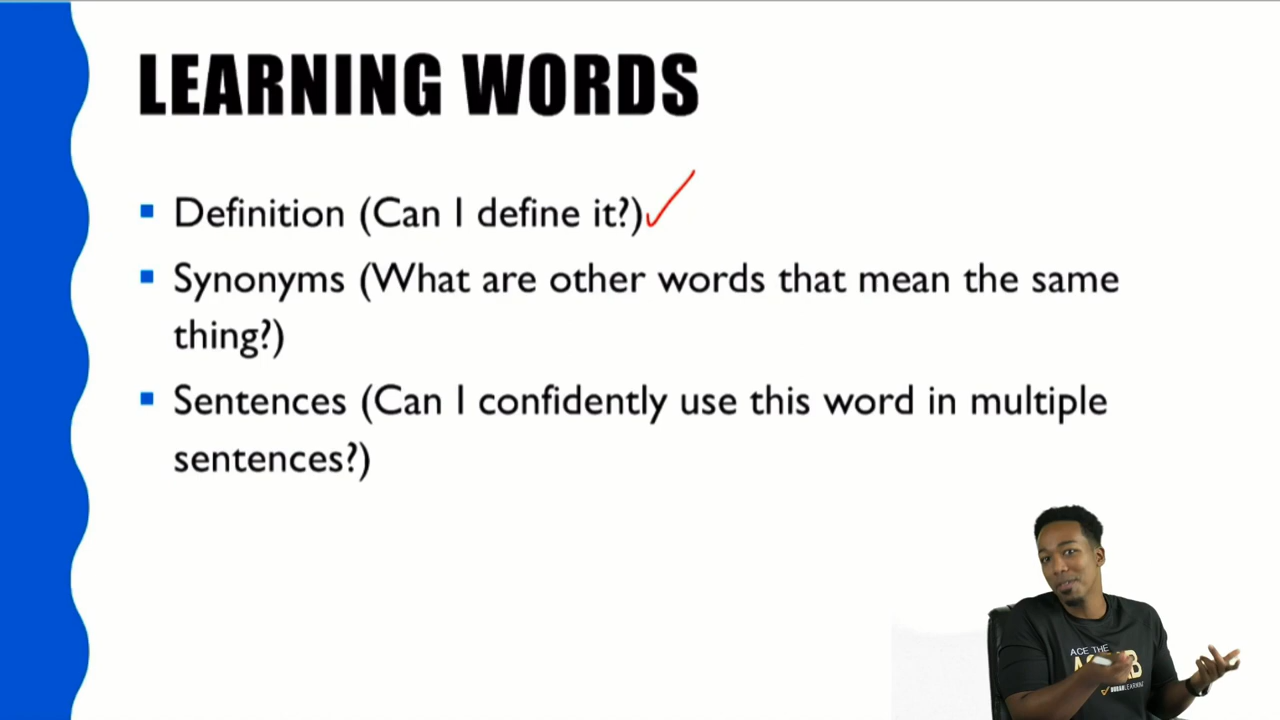 LEARNING WORDS
Definition (Can I define it?)
Synonyms (What are other words that mean the same
thing?)
Sentences (Can I confidently use this word in multiple
sentences?)
ACE THE